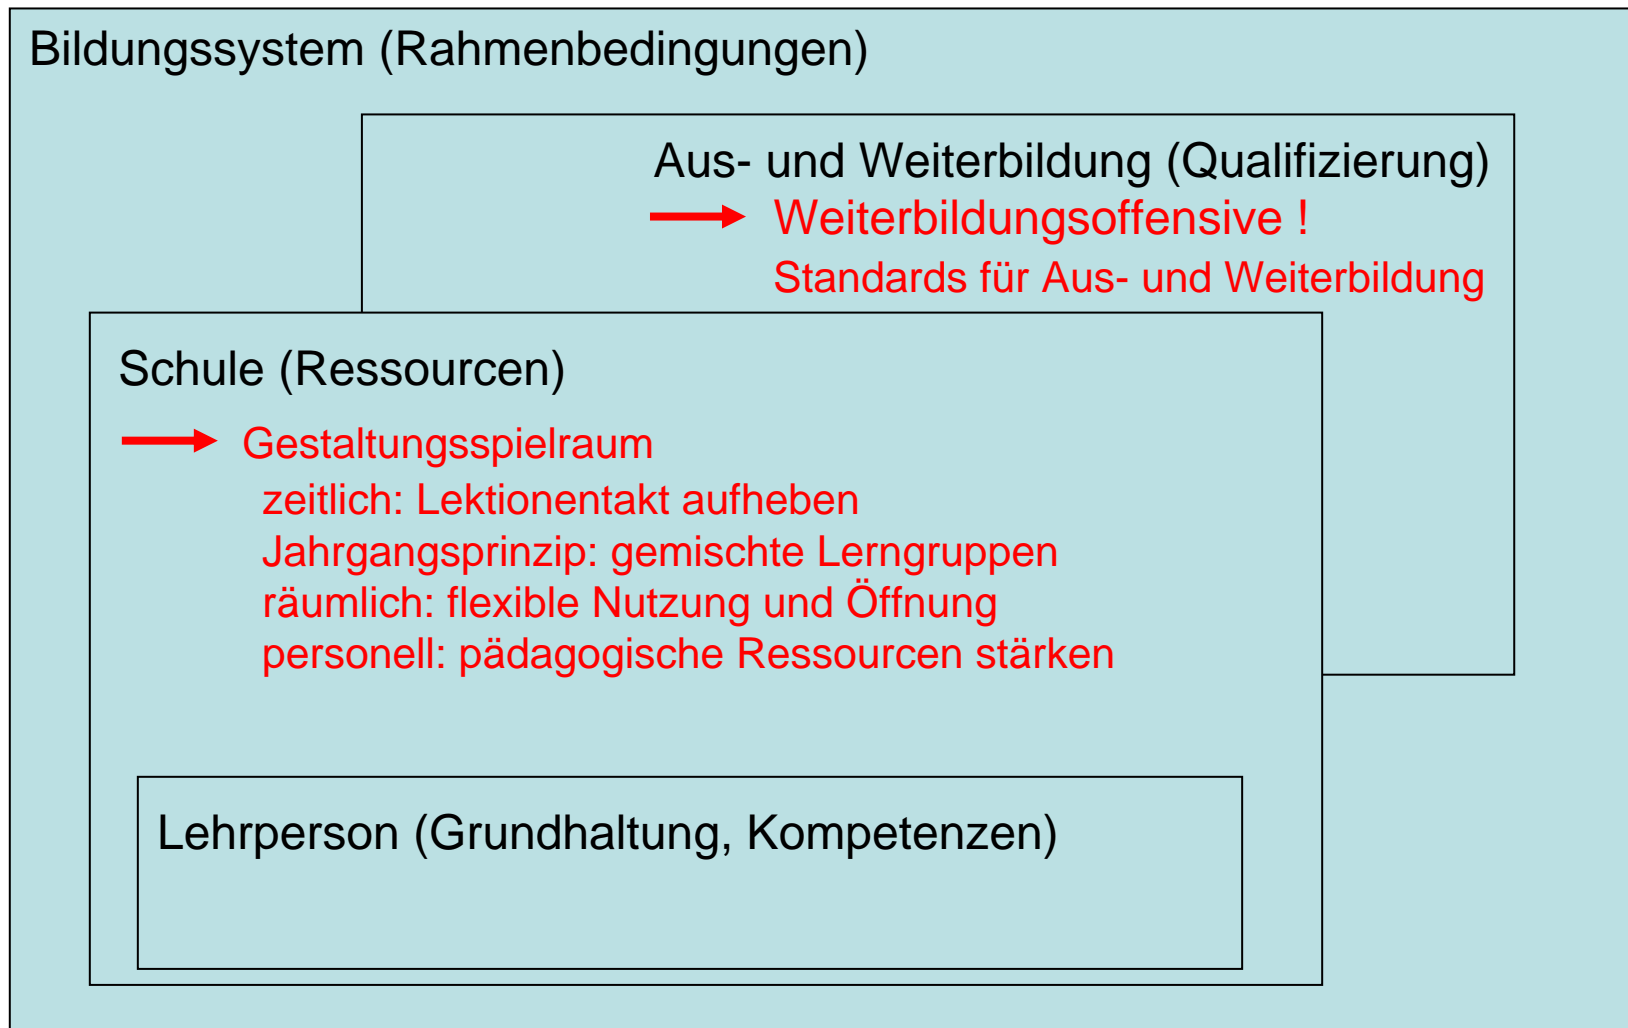 Bildungssystem (Rahmenbedingungen)
Aus- und Weiterbildung (Qualifizierung)
Weiterbildungsoffensive !
Standards für Aus- und Weiterbildung
Schule (Ressourcen)
Gestaltungsspielraum
zeitlich: Lektionentakt aufheben
Jahrgangsprinzip: gemischte Lerngruppen
räumlich: flexible Nutzung und Öffnung
personell: pädagogische Ressourcen stärken
Lehrperson (Grundhaltung, Kompetenzen)